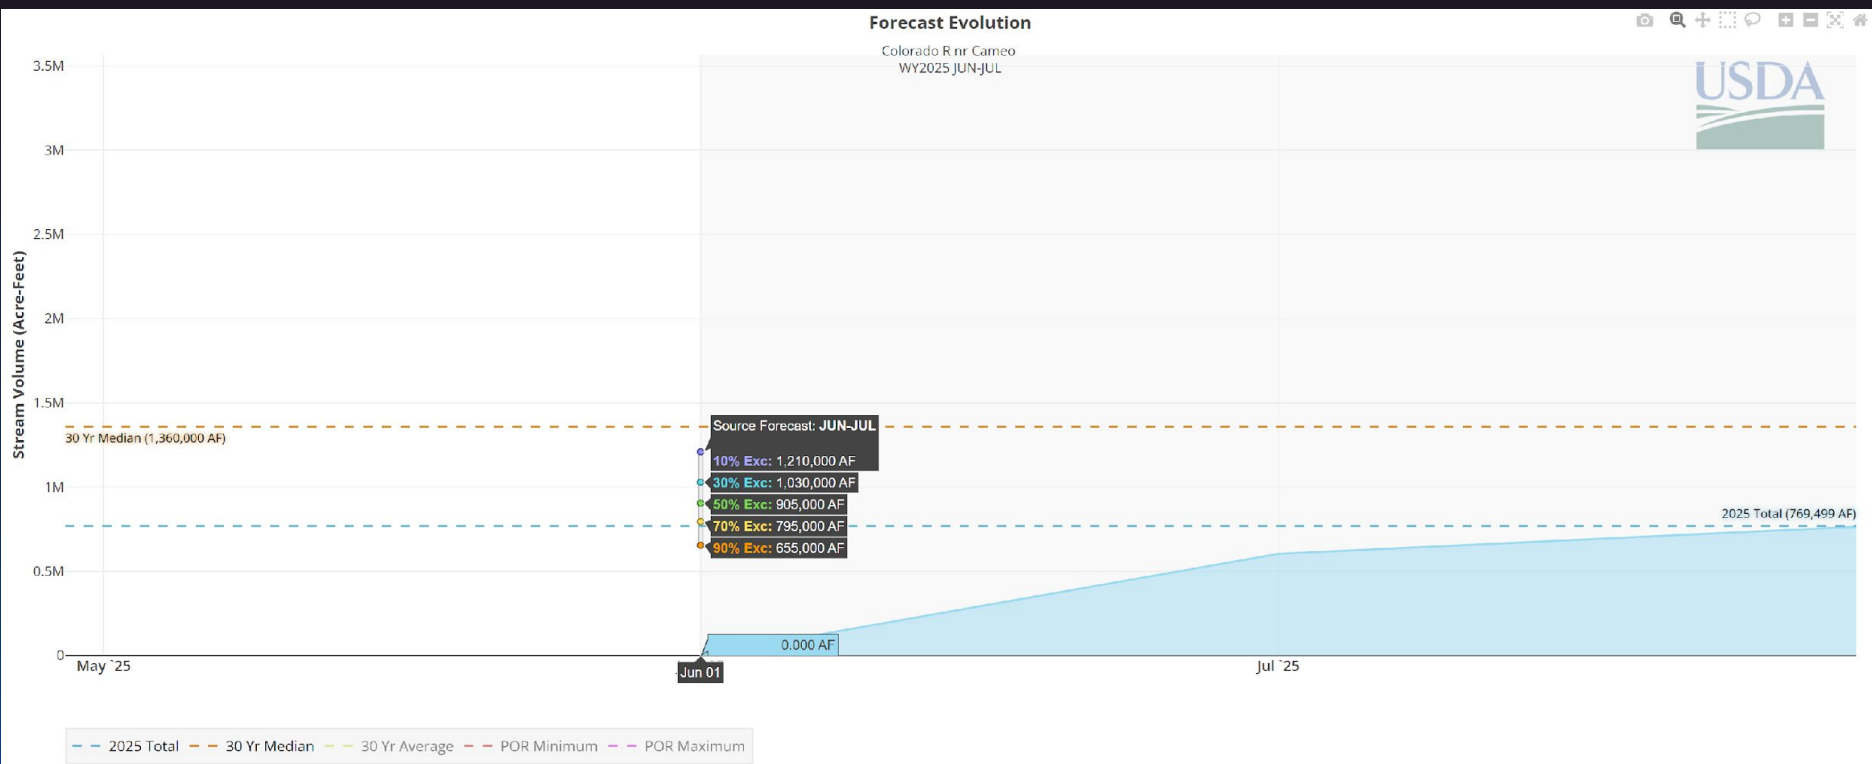 Forecast Evolution
Colorado R nr Cameo
WY2025 JUN-JUL
USDA
Stream Volume (Acre-Feet)
3.5M
3M
2.5M
2M
1.5M
1M
0.5M
0
30 Yr Median (1,360,000 AF)
Source Forecast: JUN-JUL
10% Exc: 1,210,000 AF
30% Exc: 1,030,000 AF
50% Exc: 905,000 AF
70% Exc: 795,000 AF
90% Exc: 655,000 AF
2025 Total (769,499 AF)
0.000 AF
May `25
Jun 01
Jul `25
2025 Total
30 Yr Median
30 Yr Average
POR Minimum
POR Maximum